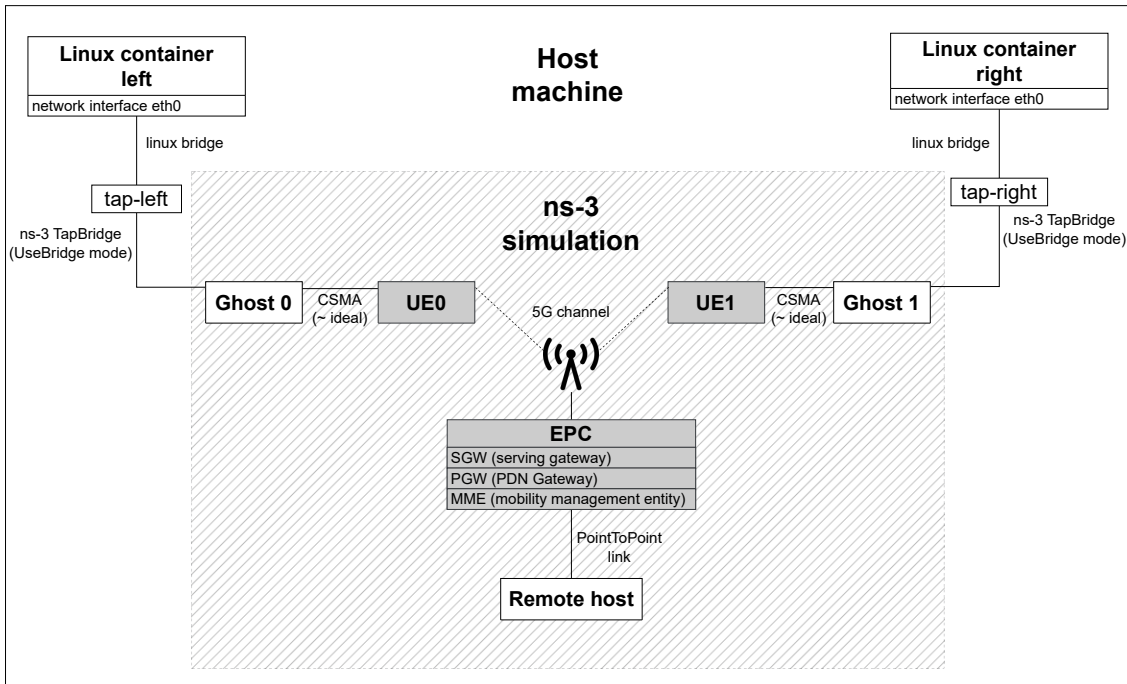 Linux container
left
network interface eth0
linux bridge
tap-left
ns-3 TapBridge
(UseBridge mode)
Host
machine
Linux container
right
network interface eth0
linux bridge
tap-right
ns-3 TapBridge
(UseBridge mode)
ns-3
simulation
Ghost 0
CSMA
(~ ideal)
UE0
5G channel
UE1
CSMA
(~ ideal)
Ghost 1
EPC
SGW (serving gateway)
PGW (PDN Gateway)
MME (mobility management entity)
PointToPoint
link
Remote host